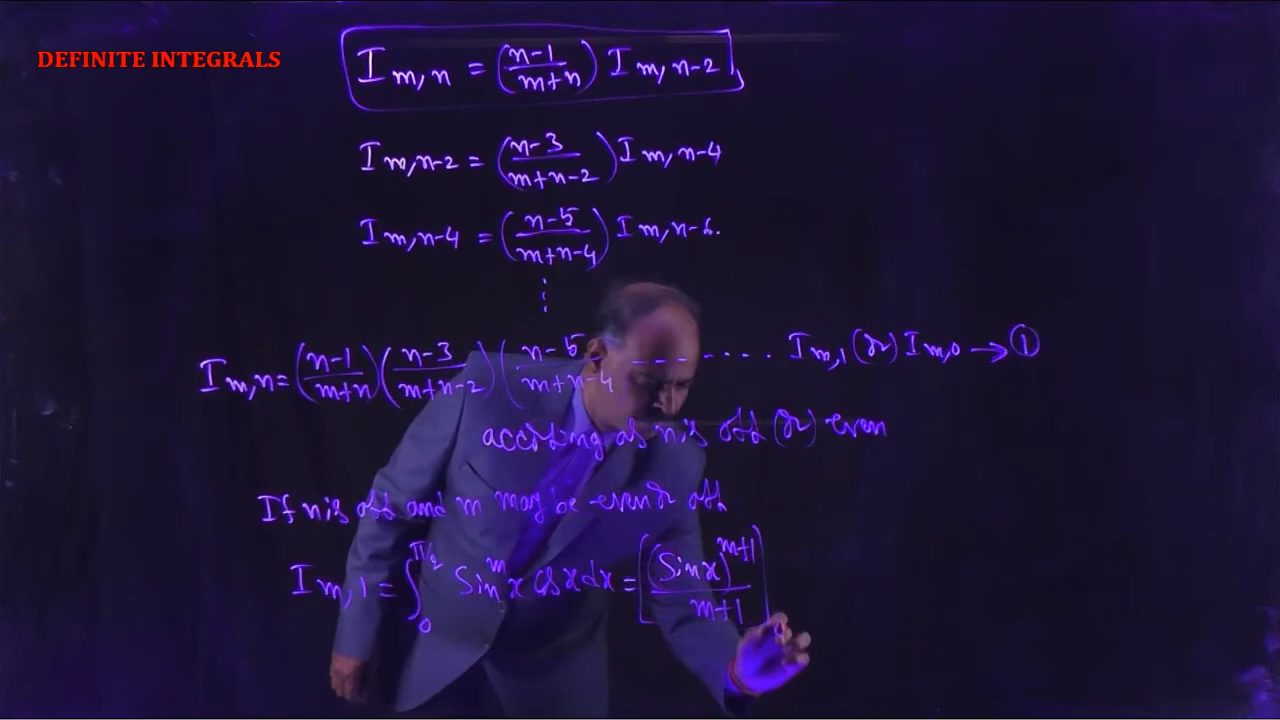 DEFINITE INTEGRALS
I m,n = (n-1/m+n) I m,n-2
I m,n-2 = (n-3/m+n-2) I m,n-4
I m,n-4 = (n-5/m+n-4) I m,n-6.
⋮
I m,n = (n-1/m+n)(n-3/m+n-2)(n-5/m+n-4 ---- .... I m,1 (or) I m,0 → ①
according as n is odd (or) even
If n is odd and m may be even or odd
I m,1 = ∫₀^π/2 Sin^m x cos x dx = [(Sin x)^m+1/m+1]